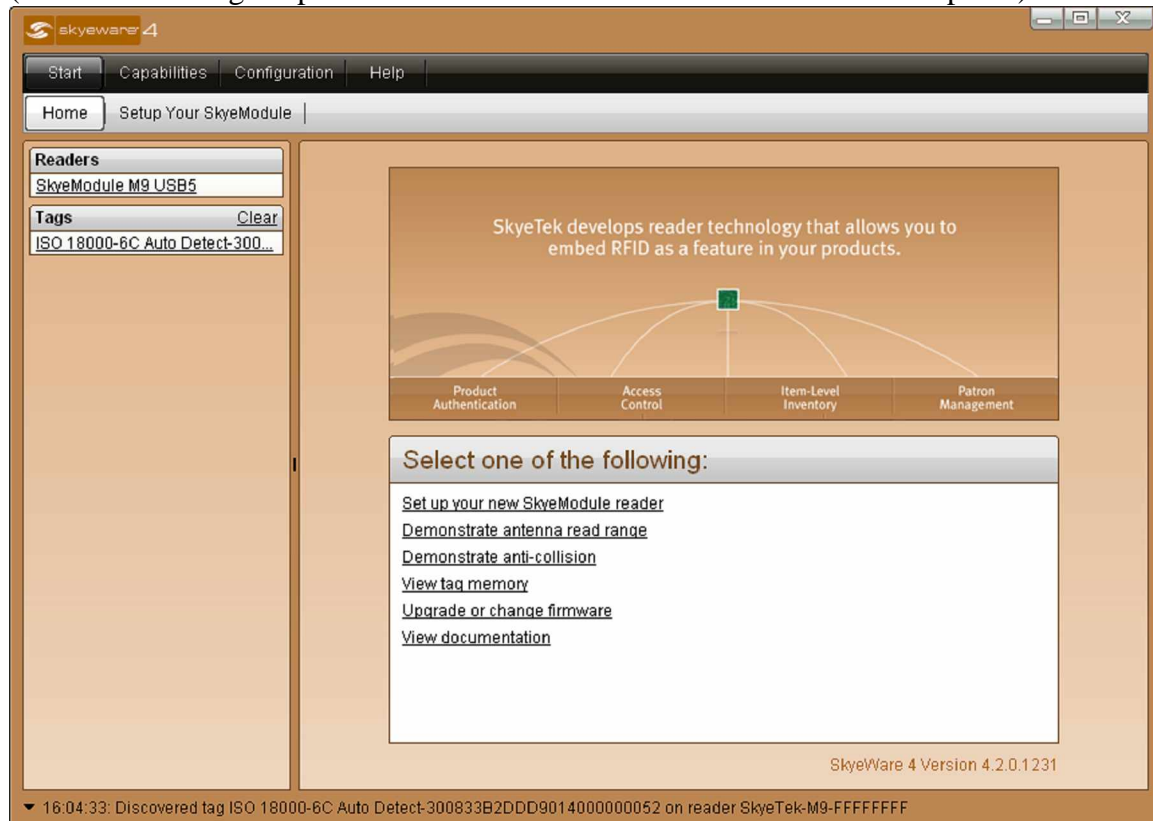 skyeware 4
Start Capabilities Configuration Help
Home Setup Your SkyeModule
Readers
SkyeModule M9 USB5
Tags Clear
ISO 18000-6C Auto Detect-300...
SkyeTek develops reader technology that allows you to
embed RFID as a feature in your products.
Product
Authentication
Access
Control
Item-Level
Inventory
Patron
Management
Select one of the following:
Set up your new SkyeModule reader
Demonstrate antenna read range
Demonstrate anti-collision
View tag memory
Upgrade or change firmware
View documentation
SkyeWare 4 Version 4.2.0.1231
16:04:33: Discovered tag ISO 18000-6C Auto Detect-300833B2DDD9014000000052 on reader SkyeTek-M9-FFFFFFFF